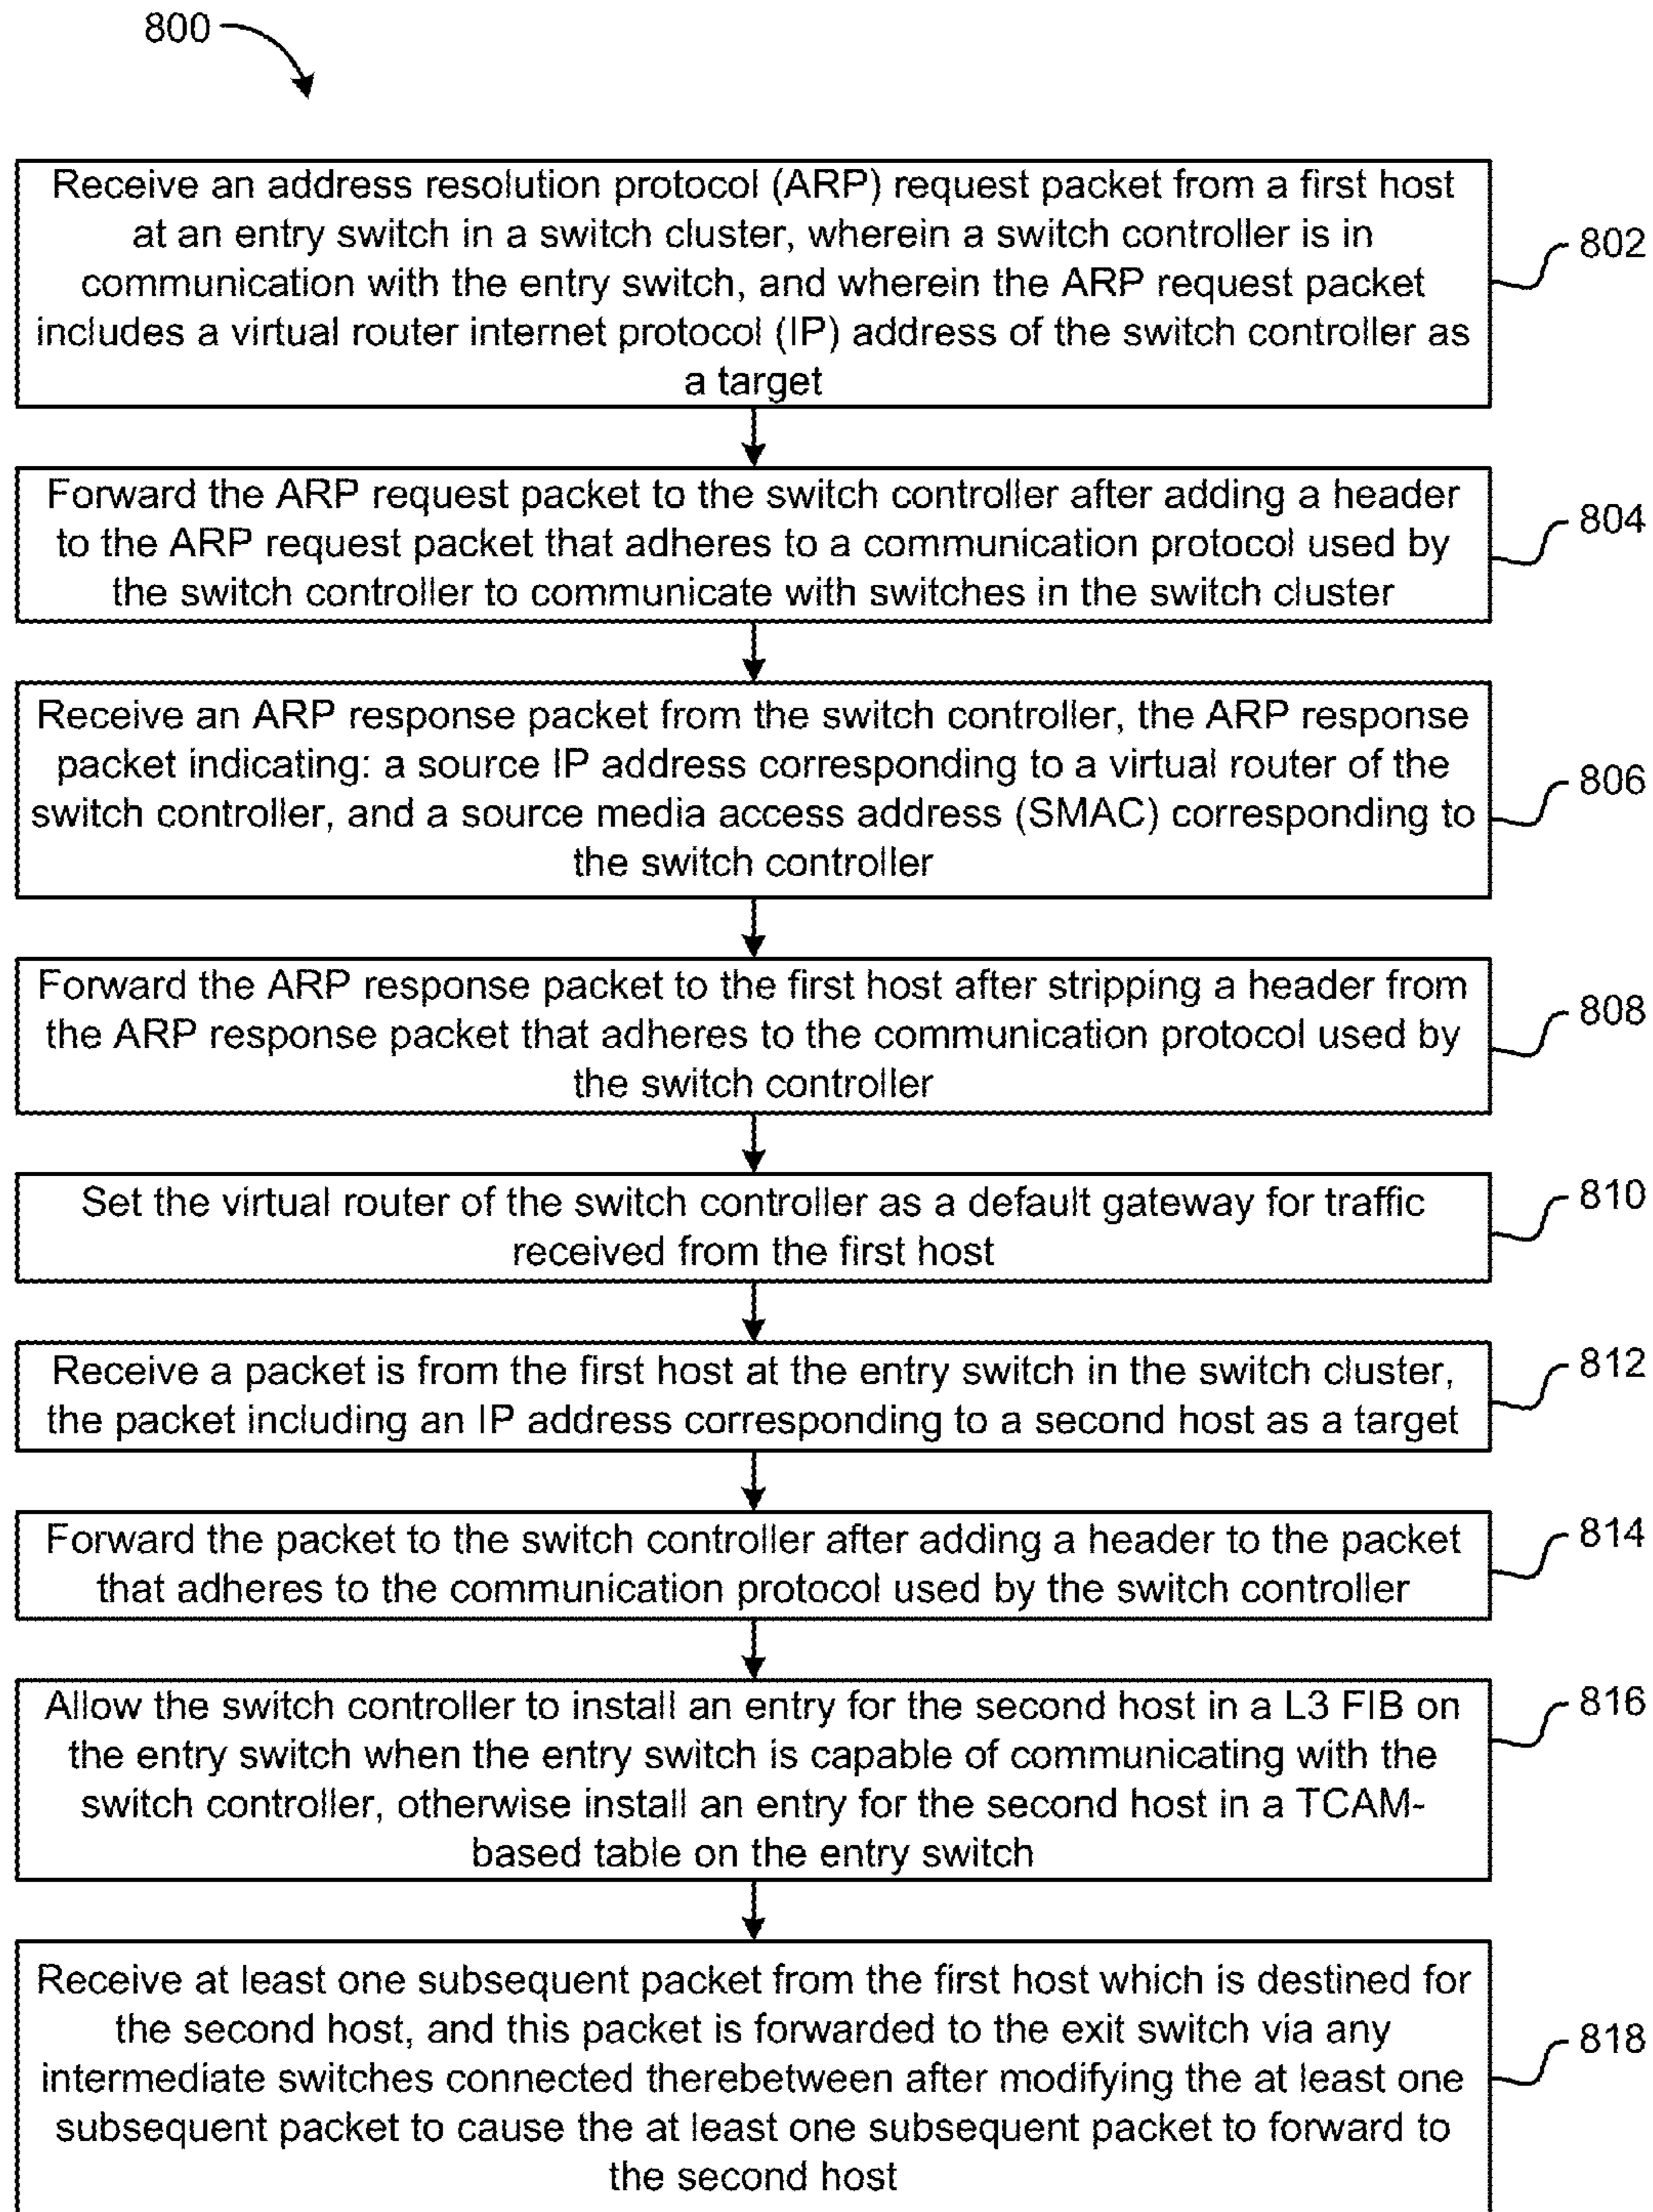 800
Receive an address resolution protocol (ARP) request packet from a first host
at an entry switch in a switch cluster, wherein a switch controller is in
communication with the entry switch, and wherein the ARP request packet
includes a virtual router internet protocol (IP) address of the switch controller as
a target
802
Forward the ARP request packet to the switch controller after adding a header
to the ARP request packet that adheres to a communication protocol used by
the switch controller to communicate with switches in the switch cluster
804
Receive an ARP response packet from the switch controller, the ARP response
packet indicating: a source IP address corresponding to a virtual router of the
switch controller, and a source media access address (SMAC) corresponding to
the switch controller
806
Forward the ARP response packet to the first host after stripping a header from
the ARP response packet that adheres to the communication protocol used by
the switch controller
808
Set the virtual router of the switch controller as a default gateway for traffic
received from the first host
810
Receive a packet is from the first host at the entry switch in the switch cluster,
the packet including an IP address corresponding to a second host as a target
812
Forward the packet to the switch controller after adding a header to the packet
that adheres to the communication protocol used by the switch controller
814
Allow the switch controller to install an entry for the second host in a L3 FIB on
the entry switch when the entry switch is capable of communicating with the
switch controller, otherwise install an entry for the second host in a TCAM-
based table on the entry switch
816
Receive at least one subsequent packet from the first host which is destined for
the second host, and this packet is forwarded to the exit switch via any
intermediate switches connected therebetween after modifying the at least one
subsequent packet to cause the at least one subsequent packet to forward to
the second host
818